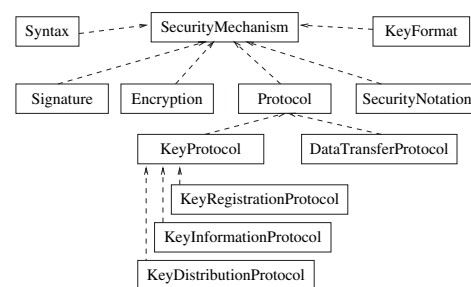 Syntax
SecurityMechanism
KeyFormat
Signature
Encryption
Protocol
SecurityNotation
KeyProtocol
DataTransferProtocol
KeyRegistrationProtocol
KeyInformationProtocol
KeyDistributionProtocol